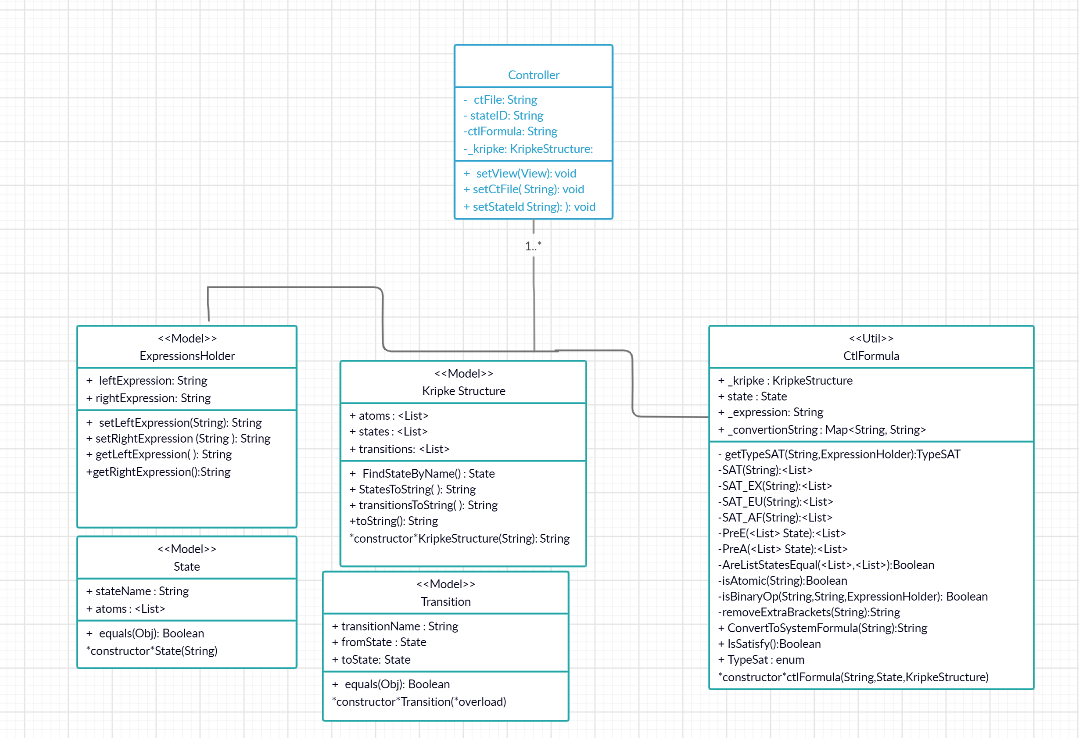 Controller
- ctFile: String
- stateID: String
-ctlFormula: String
-_kripke: KripkeStructure:
+ setView(View): void
+ setCtFile( String): void
+ setStateId String): ): void
1..*
<<Model>>
ExpressionsHolder
+ leftExpression: String
+ rightExpression: String
+ setLeftExpression(String): String
+ setRightExpression (String ): String
+ getLeftExpression( ): String
+getRightExpression():String
<<Model>>
Kripke Structure
+ atoms : <List>
+ states : <List>
+ transitions: <List>
+ FindStateByName() : State
+ StatesToString( ): String
+ transitionsToString( ): String
+toString(): String
*constructor*KripkeStructure(String): String
<<Util>>
CtlFormula
+ _kripke : KripkeStructure
+ state : State
+ _expression: String
+ _convertionString : Map<String, String>
- getTypeSAT(String,ExpressionHolder):TypeSAT
-SAT(String):<List>
-SAT_EX(String):<List>
-SAT_EU(String):<List>
-SAT_AF(String):<List>
-PreE(<List> State):<List>
-PreA(<List> State):<List>
-AreListStatesEqual(<List>,<List>):Boolean
-isAtomic(String):Boolean
-isBinaryOp(String,String,ExpressionHolder): Boolean
-removeExtraBrackets(String):String
+ ConvertToSystemFormula(String):String
+ IsSatisfy():Boolean
+ TypeSat : enum
*constructor*ctlFormula(String,State,KripkeStructure)
<<Model>>
State
+ stateName : String
+ atoms : <List>
+ equals(Obj): Boolean
*constructor*State(String)
<<Model>>
Transition
+ transitionName : String
+ fromState : State
+ toState: State
+ equals(Obj): Boolean
*constructor*Transition(*overload)